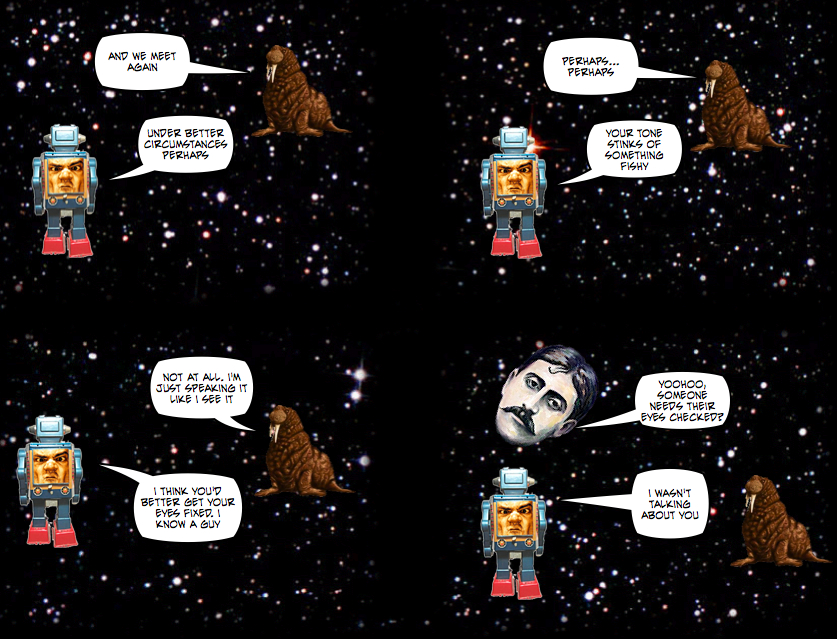 AND WE MEET
AGAIN
UNDER BETTER
CIRCUMSTANCES
PERHAPS
PERHAPS...
PERHAPS
YOUR TONE
STINKS OF
SOMETHING
FISHY
NOT AT ALL. I'M
JUST SPEAKING IT
LIKE I SEE IT
I THINK YOU'D
BETTER GET YOUR
EYES FIXED. I
KNOW A GUY
YOOHOO,
SOMEONE
NEEDS THEIR
EYES CHECKED?
I WASN'T
TALKING
ABOUT YOU